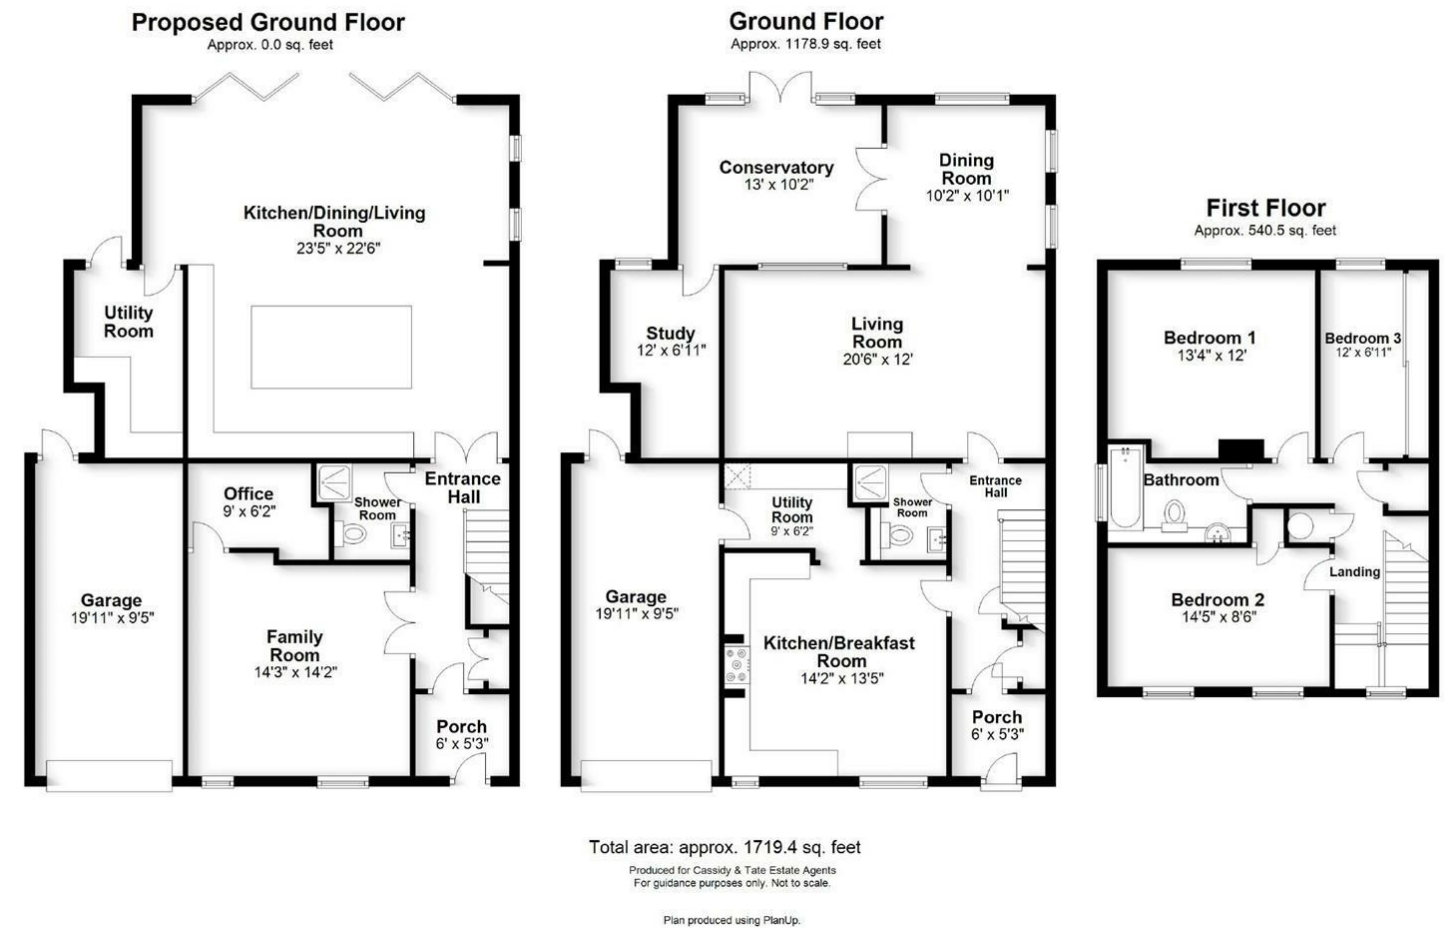 Proposed Ground Floor
Approx. 0.0 sq. feet
Kitchen/Dining/Living
Room
23'5" x 22'6"
Utility
Room
Office
9' x 6'2"
Shower
Room
Entrance
Hall
Garage
19'11" x 9'5"
Family
Room
14'3" x 14'2"
Porch
6' x 5'3"
Ground Floor
Approx. 1178.9 sq. feet
Conservatory
13' x 10'2"
Dining
Room
10'2" x 10'1"
Study
12' x 6'11"
Living
Room
20'6" x 12'
Utility
Room
9' x 6'2"
Shower
Room
Entrance
Hall
Garage
19'11" x 9'5"
Kitchen/Breakfast
Room
14'2" x 13'5"
Porch
6' x 5'3"
First Floor
Approx. 540.5 sq. feet
Bedroom 1
13'4" x 12'
Bedroom 3
12' x 6'11"
Bathroom
Landing
Bedroom 2
14'5" x 8'6"
Total area: approx. 1719.4 sq. feet
Produced for Cassidy & Tate Estate Agents
For guidance purposes only. Not to scale.
Plan produced using PlanUp.